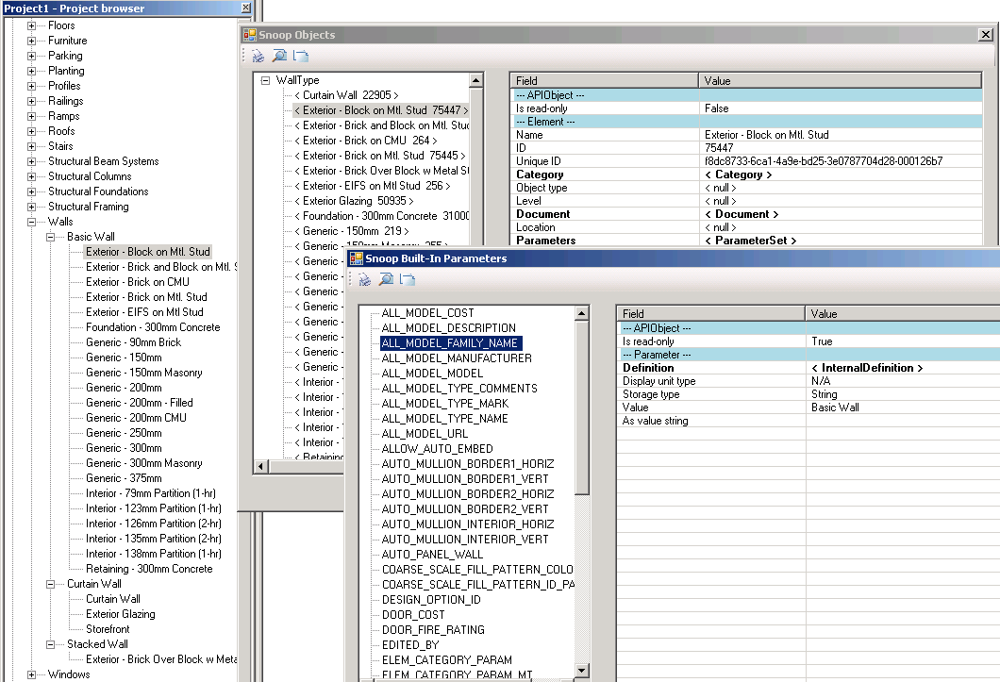 Project1 - Project browser
Floors
Furniture
Parking
Planting
Profiles
Railings
Ramps
Roofs
Stairs
Structural Beam Systems
Structural Columns
Structural Foundations
Structural Framing
Walls
Basic Wall
Exterior - Block on Mtl. Stud
Exterior - Brick and Block on Mtl. S
Exterior - Brick on CMU
Exterior - Brick on Mtl. Stud
Exterior - EIFS on Mtl Stud
Foundation - 300mm Concrete
Generic - 90mm Brick
Generic - 150mm
Generic - 150mm Masonry
Generic - 200mm
Generic - 200mm - Filled
Generic - 200mm CMU
Generic - 250mm
Generic - 300mm
Generic - 300mm Masonry
Generic - 375mm
Interior - 79mm Partition (1-hr)
Interior - 123mm Partition (1-hr)
Interior - 126mm Partition (2-hr)
Interior - 135mm Partition (2-hr)
Interior - 138mm Partition (1-hr)
Retaining - 300mm Concrete
Curtain Wall
Curtain Wall
Exterior Glazing
Storefront
Stacked Wall
Exterior - Brick Over Block w Meta
Windows
Snoop Objects
WallType
< Curtain Wall 22905 >
< Exterior - Block on Mtl. Stud 75447 >
< Exterior - Brick and Block on Mtl. Stud
< Exterior - Brick on CMU 264 >
< Exterior - Brick on Mtl. Stud 75445 >
< Exterior - Brick Over Block w Metal S
< Exterior - EIFS on Mtl Stud 256 >
< Exterior Glazing 50935 >
< Foundation - 300mm Concrete 31000
< Generic - 150mm 219 >
< Generic - 150mm Masonry 255 >
< Generic -
< Generic -
< Generic -
< Generic -
< Generic -
< Generic -
< Generic -
< Generic -
< Interior -
< Interior -
< Interior -
< Interior -
< Interior -
< Retaining
Field Value
--- APIObject ---
Is read-only False
--- Element ---
Name Exterior - Block on Mtl. Stud
ID 75447
Unique ID f8dc8733-6ca1-4a9e-bd25-3e0787704d28-000126b7
Category < Category >
Object type < null >
Level < null >
Document < Document >
Location < null >
Parameters < ParameterSet >
Snoop Built-In Parameters
ALL_MODEL_COST
ALL_MODEL_DESCRIPTION
ALL_MODEL_FAMILY_NAME
ALL_MODEL_MANUFACTURER
ALL_MODEL_MODEL
ALL_MODEL_TYPE_COMMENTS
ALL_MODEL_TYPE_MARK
ALL_MODEL_TYPE_NAME
ALL_MODEL_URL
ALLOW_AUTO_EMBED
AUTO_MULLION_BORDER1_HORIZ
AUTO_MULLION_BORDER1_VERT
AUTO_MULLION_BORDER2_HORIZ
AUTO_MULLION_BORDER2_VERT
AUTO_MULLION_INTERIOR_HORIZ
AUTO_MULLION_INTERIOR_VERT
AUTO_PANEL_WALL
COARSE_SCALE_FILL_PATTERN_COLO
COARSE_SCALE_FILL_PATTERN_ID_PA
DESIGN_OPTION_ID
DOOR_COST
DOOR_FIRE_RATING
EDITED_BY
ELEM_CATEGORY_PARAM
ELEM_CATEGORY_PARAM_MT
Field Value
--- APIObject ---
Is read-only True
--- Parameter ---
Definition < InternalDefinition >
Display unit type N/A
Storage type String
Value Basic Wall
As value string